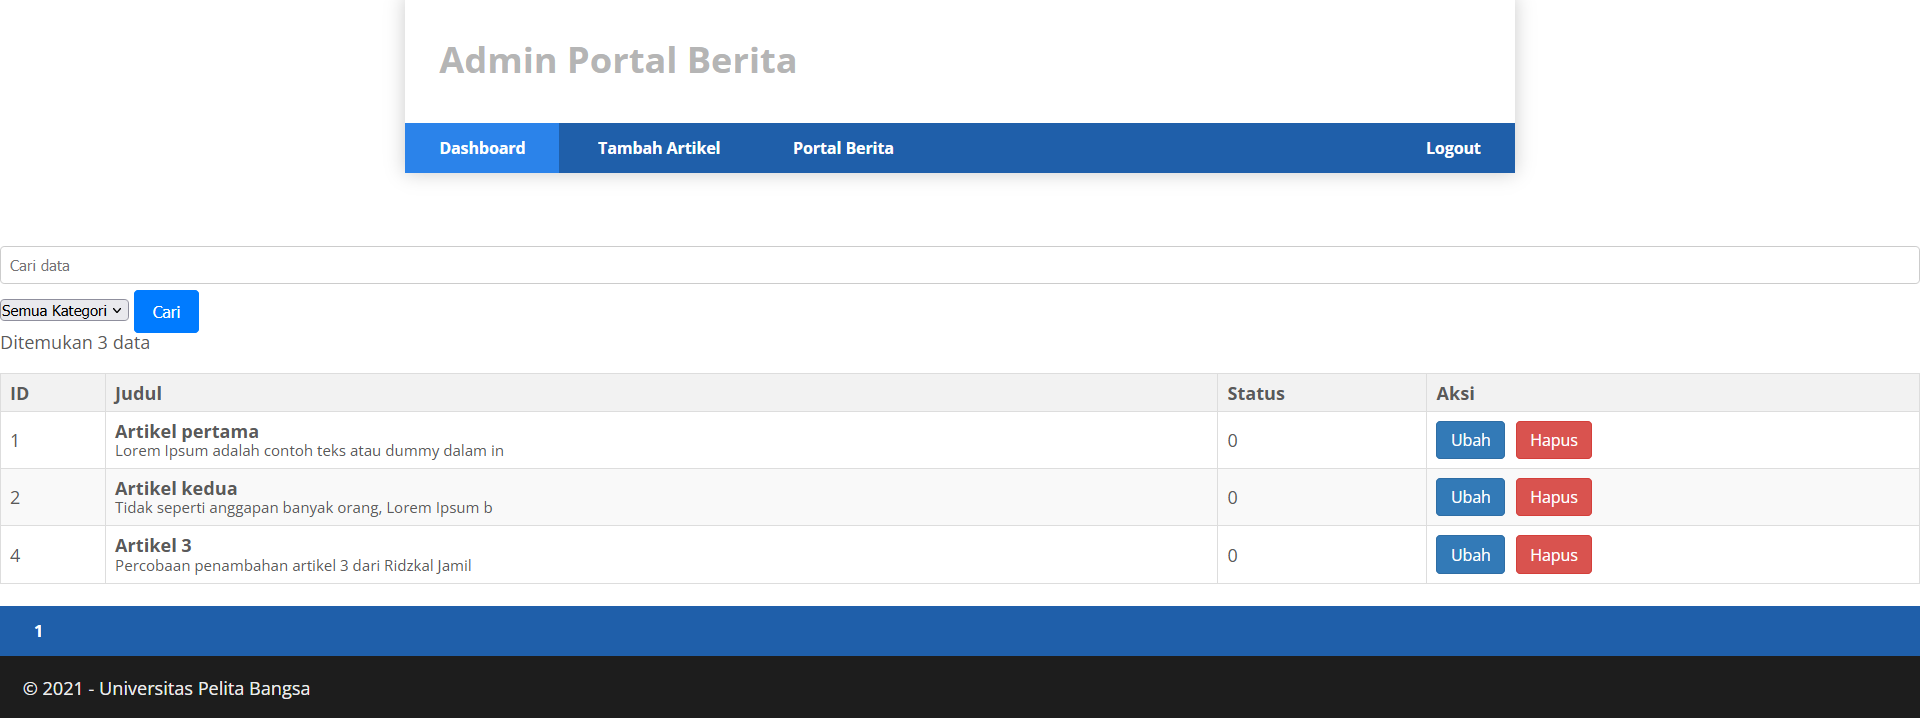 Admin Portal Berita
Dashboard Tambah Artikel Portal Berita Logout
Cari data
Semua Kategori Cari
Ditemukan 3 data
ID Judul Status Aksi
1 Artikel pertama 0 Ubah Hapus
Lorem Ipsum adalah contoh teks atau dummy dalam in
2 Artikel kedua 0 Ubah Hapus
Tidak seperti anggapan banyak orang, Lorem Ipsum b
4 Artikel 3 0 Ubah Hapus
Percobaan penambahan artikel 3 dari Ridzkal Jamil
1
© 2021 - Universitas Pelita Bangsa